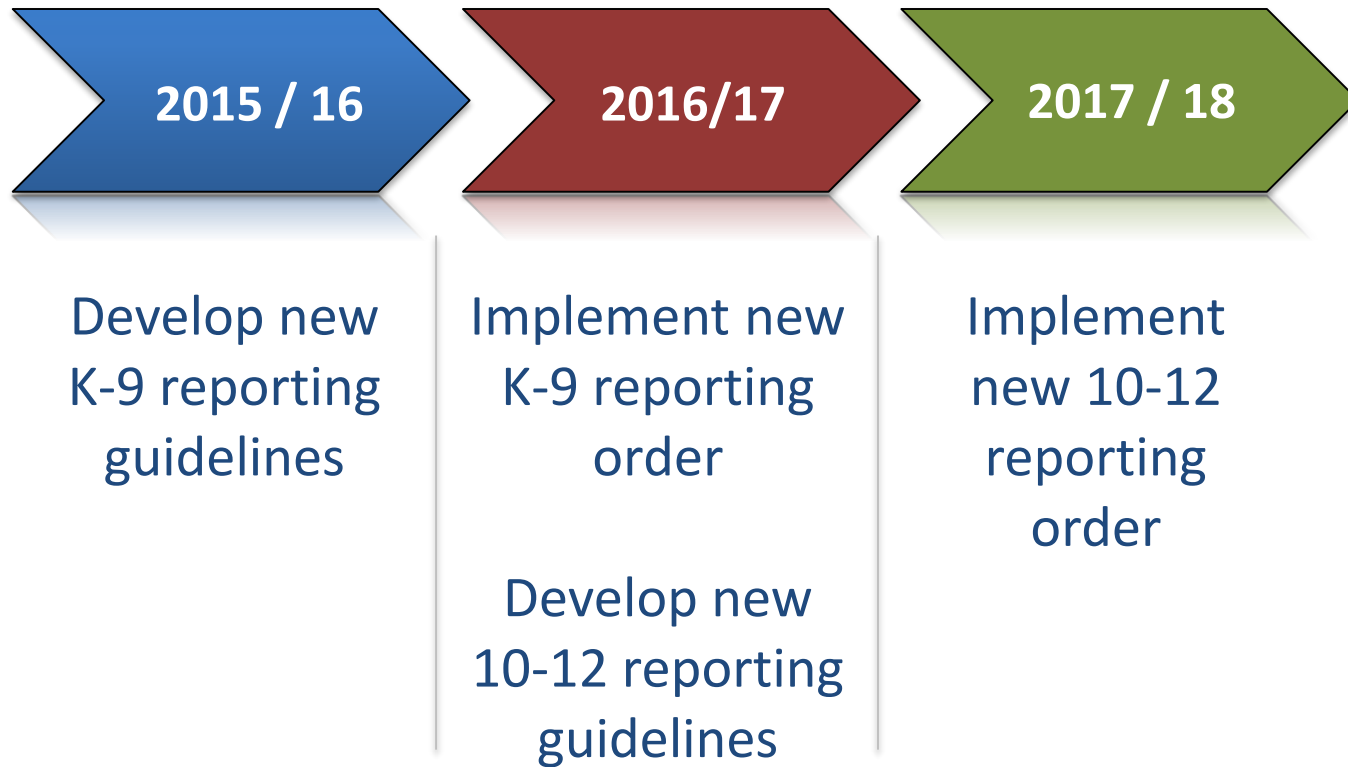 2015 / 16
2016/17
2017 / 18
Develop new
K-9 reporting
guidelines
Implement new
K-9 reporting
order
Develop new
10-12 reporting
guidelines
Implement
new 10-12
reporting
order